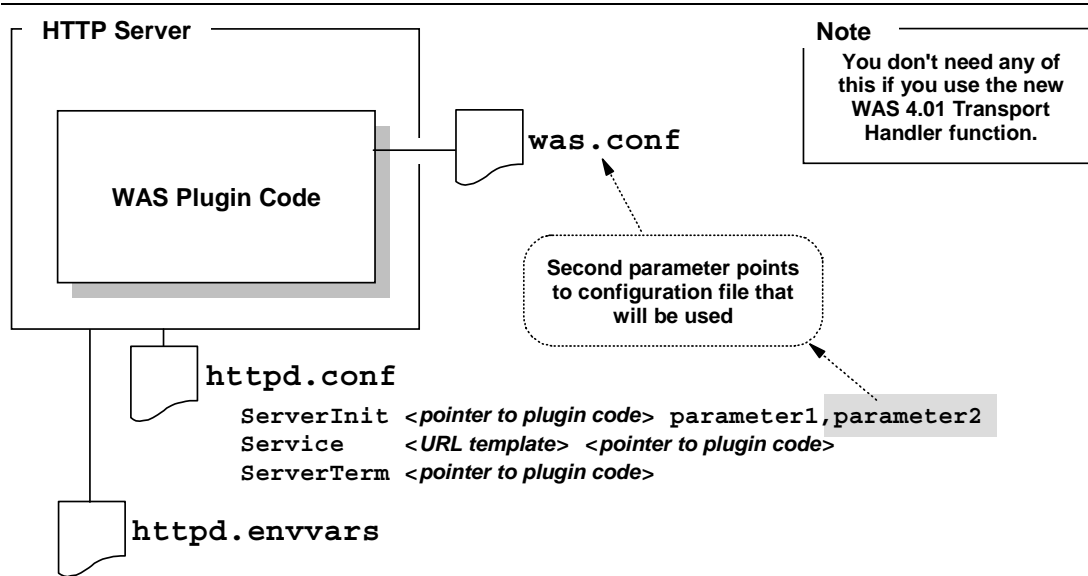 HTTP Server
Note
You don't need any of
this if you use the new
WAS 4.01 Transport
Handler function.
was.conf
WAS Plugin Code
Second parameter points
to configuration file that
will be used
httpd.conf
ServerInit <pointer to plugin code> parameter1,parameter2
Service <URL template> <pointer to plugin code>
ServerTerm <pointer to plugin code>
httpd.envvars